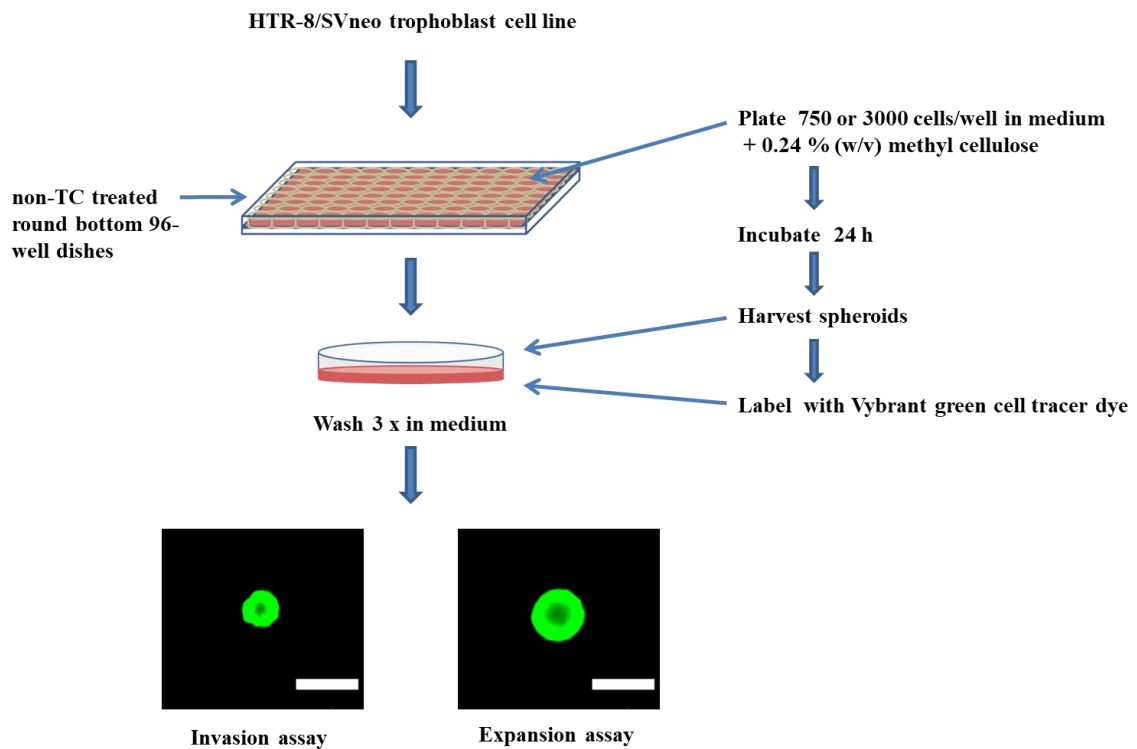 HTR-8/SVneo trophoblast cell line
Plate 750 or 3000 cells/well in medium
+ 0.24 % (w/v) methyl cellulose
non-TC treated
round bottom 96-
well dishes
Incubate 24 h
Harvest spheroids
Label with Vybrant green cell tracer dye
Wash 3 x in medium
Invasion assay
Expansion assay